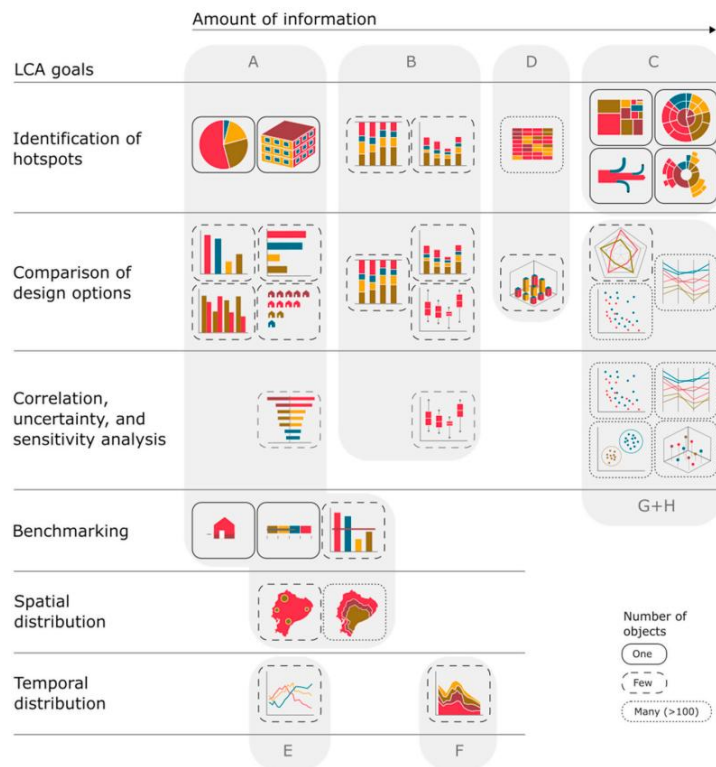 Amount of information
LCA goals
A
B
D
C
Identification of
hotspots
Comparison of
design options
Correlation,
uncertainty, and
sensitivity analysis
G+H
Benchmarking
Spatial
distribution
Number of
objects
One
Few
Many (>100)
Temporal
distribution
E
F